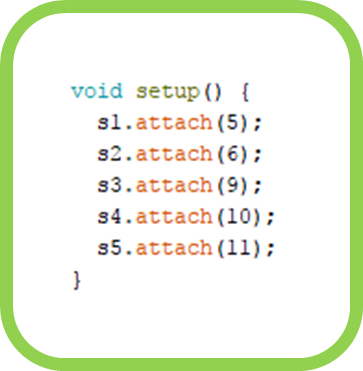 void setup() {
  s1.attach(5);
  s2.attach(6);
  s3.attach(9);
  s4.attach(10);
  s5.attach(11);
}